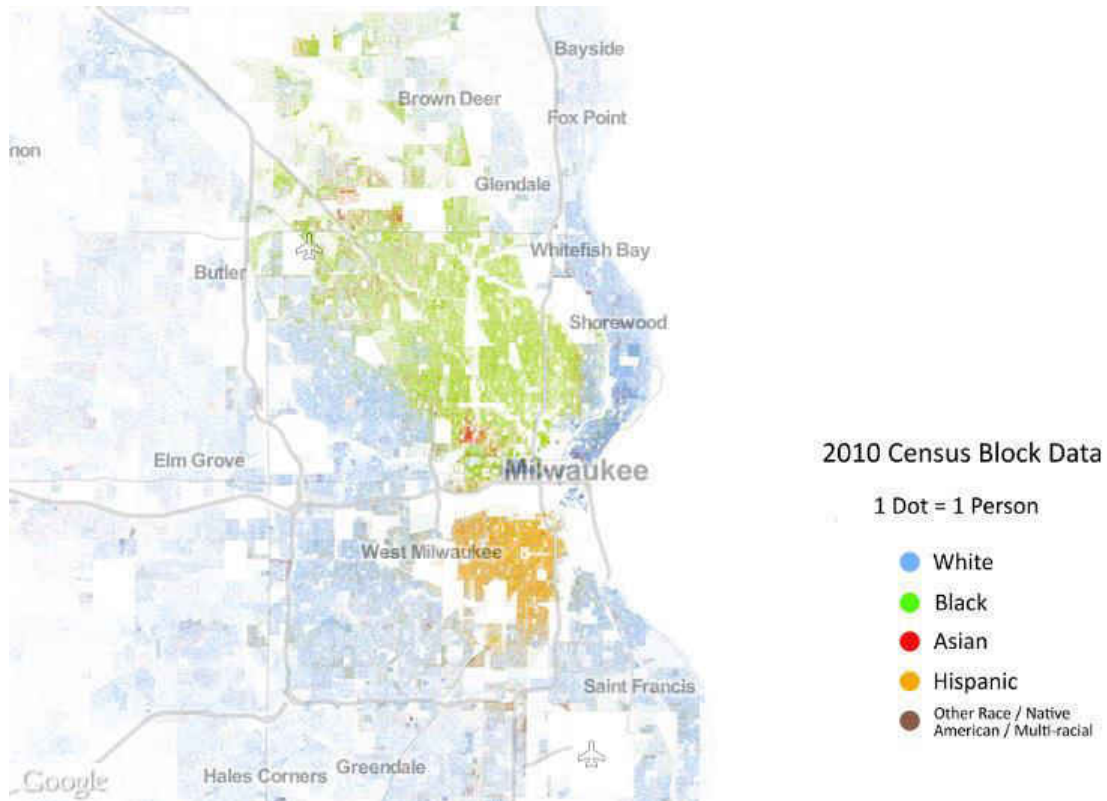 Bayside
Brown Deer
Fox Point
non
Glendale
Whitefish Bay
Butler
Shorewood
2010 Census Block Data
Elm Grove
Milwaukee
1 Dot = 1 Person
West Milwaukee
White
Black
Asian
Hispanic
Saint Francis
Other Race / Native
American / Multi-racial
Hales Corners
Greendale
Google